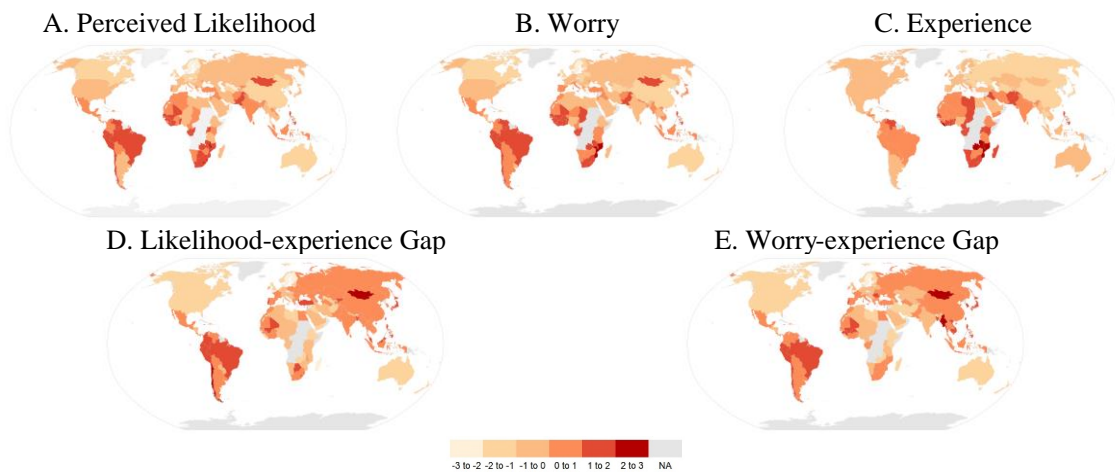 A. Perceived Likelihood
B. Worry
C. Experience
D. Likelihood-experience Gap
E. Worry-experience Gap
-3 to -2 -2 to -1 -1 to 0 0 to 1 1 to 2 2 to 3 NA